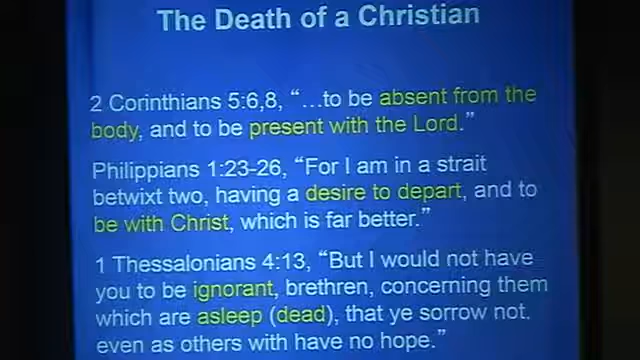 The Death of a Christian
2 Corinthians 5:6,8, “…to be absent from the
body, and to be present with the Lord.”
Philippians 1:23-26, “For I am in a strait
betwixt two, having a desire to depart, and to
be with Christ, which is far better.”
1 Thessalonians 4:13, “But I would not have
you to be ignorant, brethren, concerning them
which are asleep (dead), that ye sorrow not,
even as others with have no hope.”